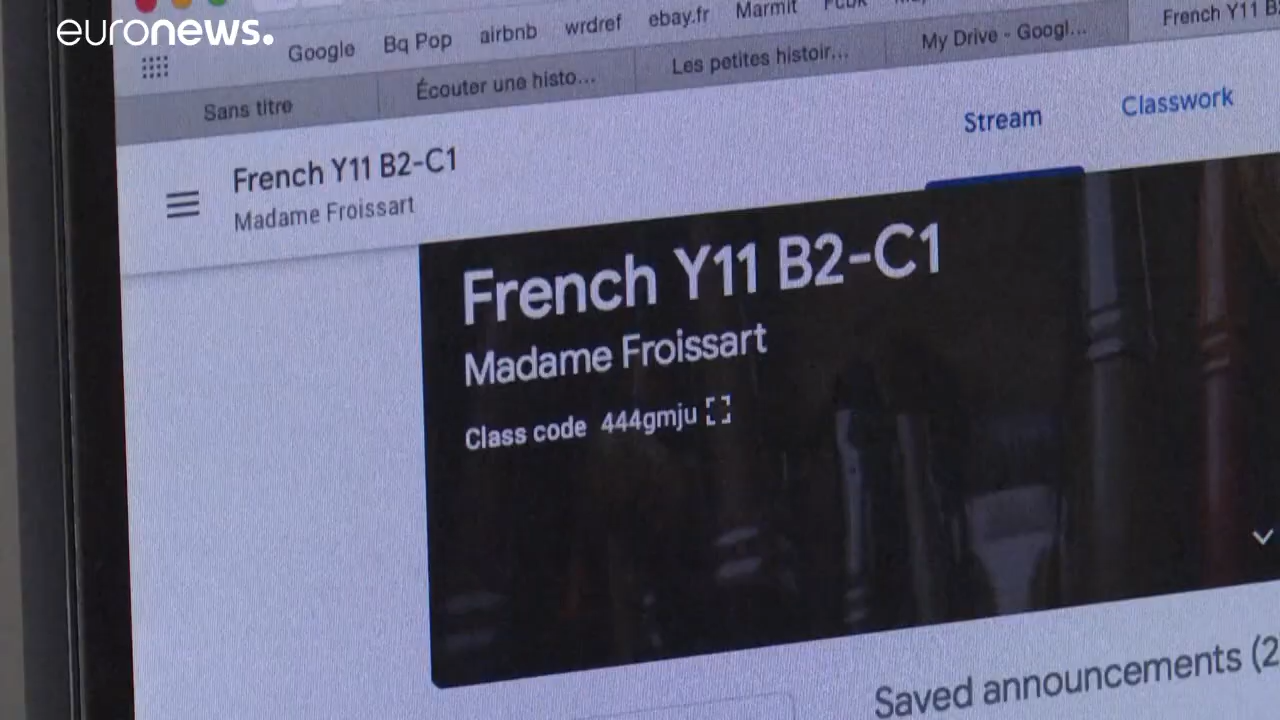 euronews.
Google Bq Pop airbnb wrdref ebay.fr Marmit
Sans titre Écouter une histo... Les petites histoir... My Drive - Googl... French Y11 B2
French Y11 B2-C1
Madame Froissart
Stream Classwork
French Y11 B2-C1
Madame Froissart
Class code 444gmju
Saved announcements (2